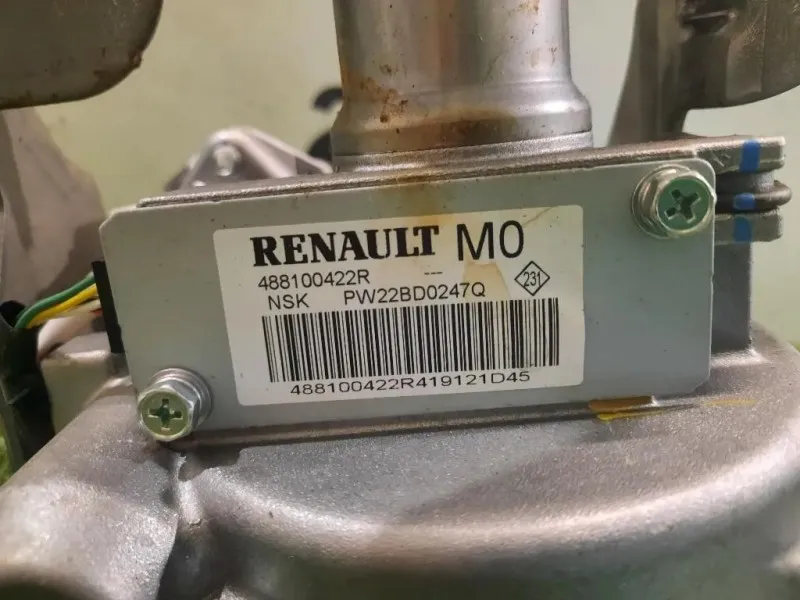 RENAULT M0
488100422R ---
NSK PW22BD0247Q 231
488100422R419121D45